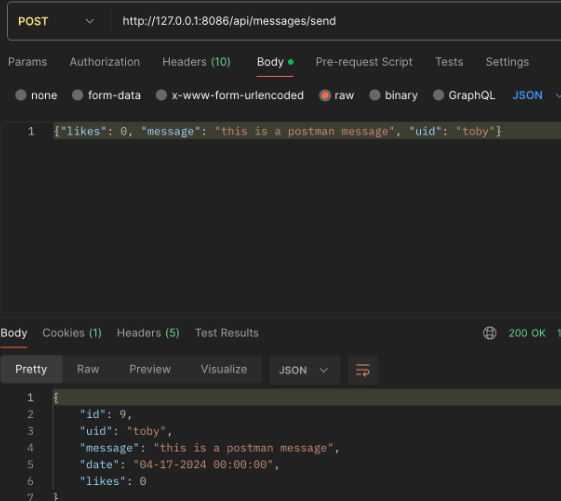 POST http://127.0.0.1:8086/api/messages/send
Params Authorization Headers (10) Body Pre-request Script Tests Settings
none form-data x-www-form-urlencoded raw binary GraphQL JSON
1 {"likes": 0, "message": "this is a postman message", "uid": "toby"}
Body Cookies (1) Headers (5) Test Results 200 OK
Pretty Raw Preview Visualize JSON
1 {
2 "id": 9,
3 "uid": "toby",
4 "message": "this is a postman message",
5 "date": "04-17-2024 00:00:00",
6 "likes": 0
7 }